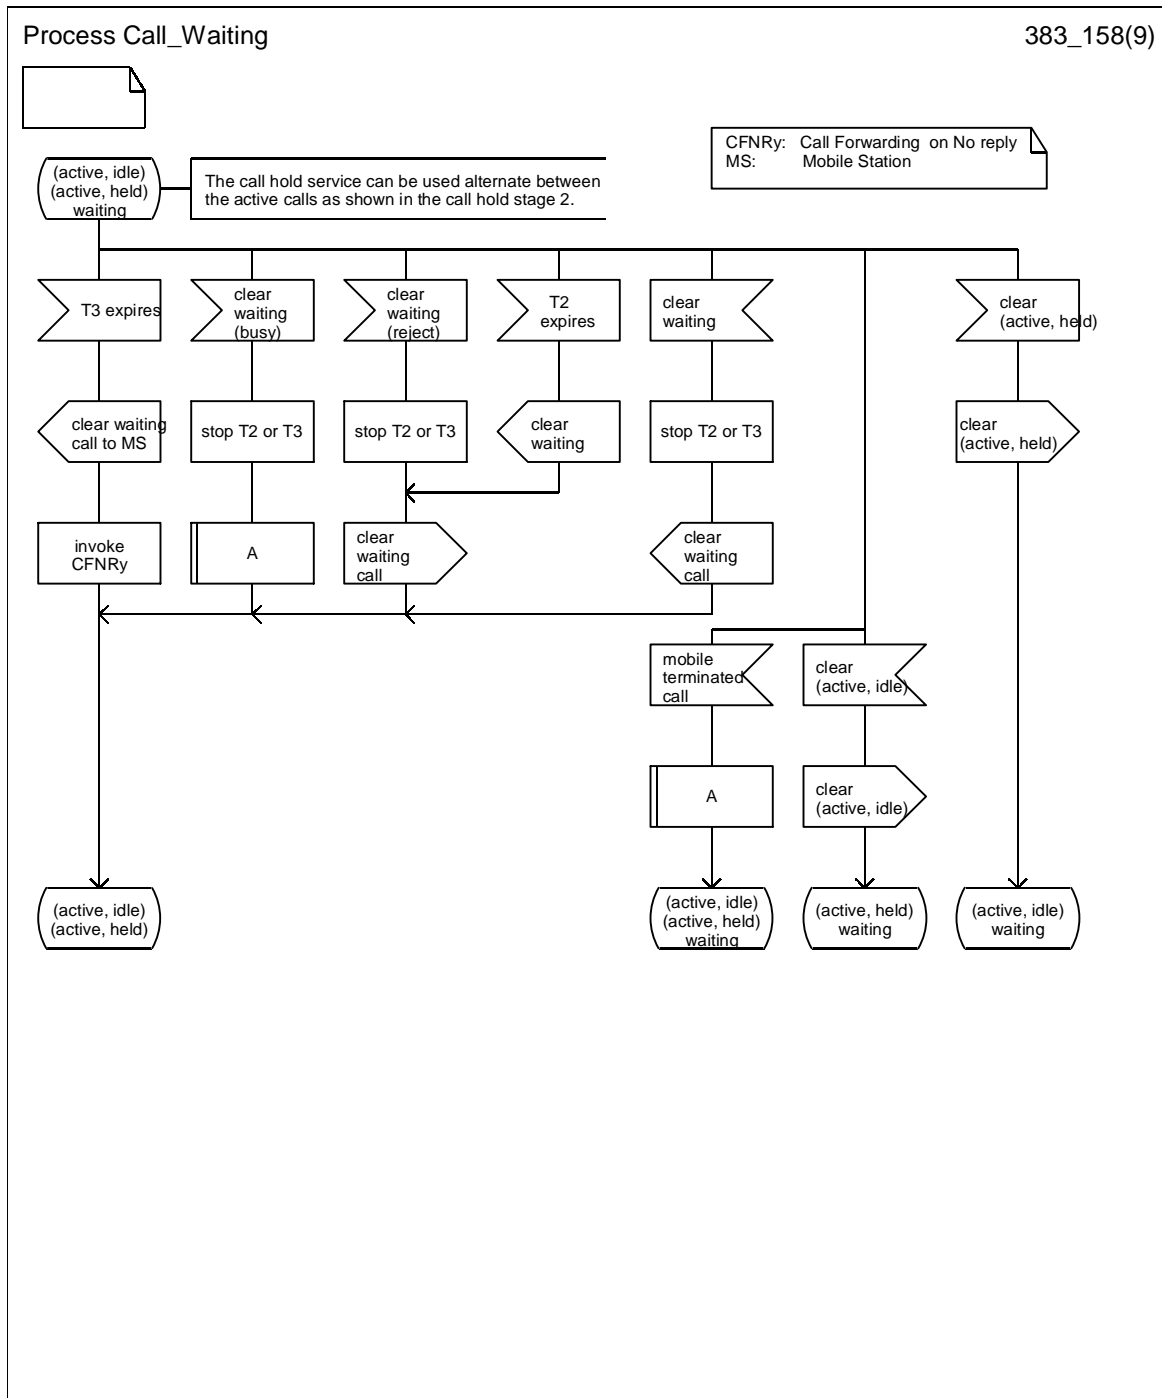 Process Call_Waiting
383_158(9)
CFNRy: Call Forwarding on No reply
MS: Mobile Station
(active, idle)
(active, held)
waiting
The call hold service can be used alternate between
the active calls as shown in the call hold stage 2.
T3 expires
clear
waiting
(busy)
clear
waiting
(reject)
T2
expires
clear
waiting
clear
(active, held)
clear waiting
call to MS
stop T2 or T3
stop T2 or T3
clear
waiting
stop T2 or T3
clear
(active, held)
invoke
CFNRy
A
clear
waiting
call
clear
waiting
call
mobile
terminated
call
clear
(active, idle)
A
clear
(active, idle)
(active, idle)
(active, held)
(active, idle)
(active, held)
waiting
(active, held)
waiting
(active, idle)
waiting